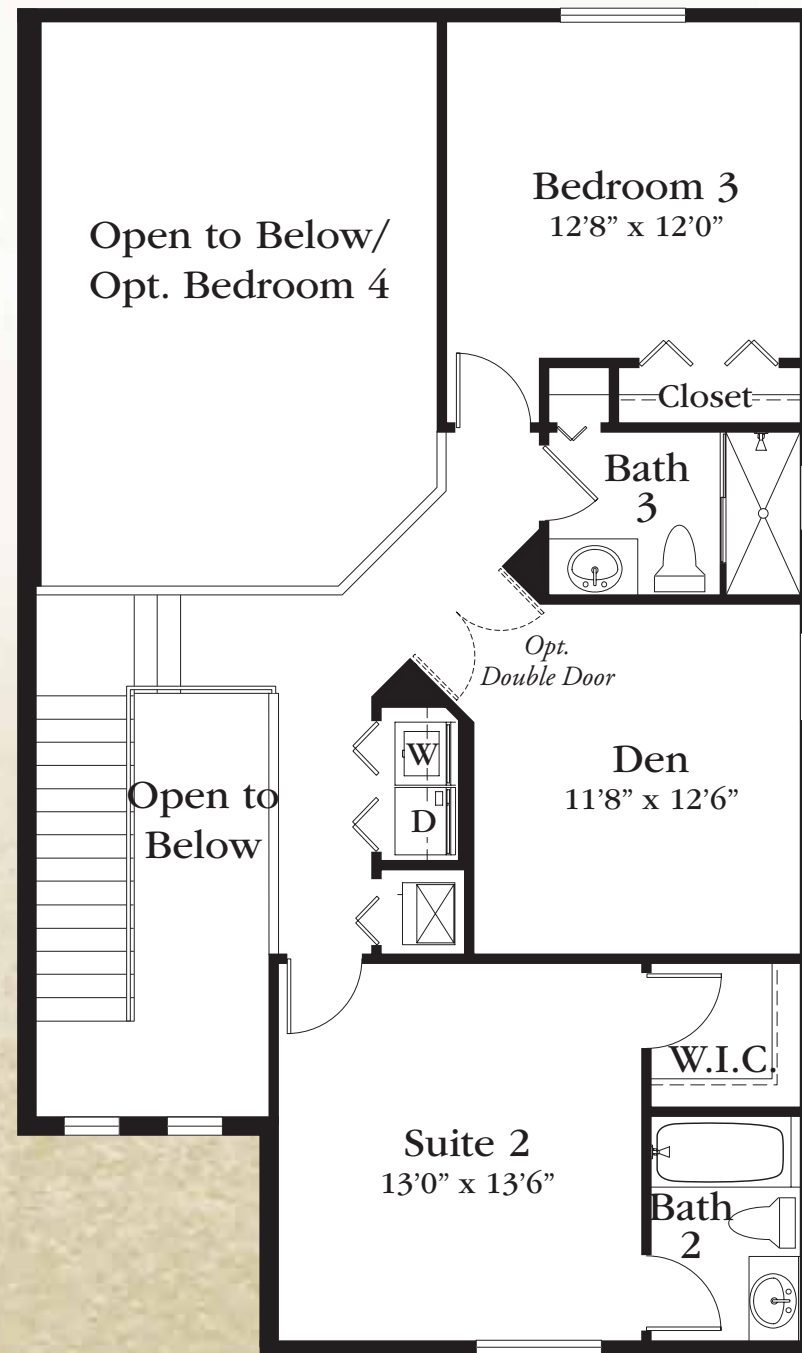 Open to Below/
Opt. Bedroom 4
Bedroom 3
12’8” x 12’0”
Closet
Bath
3
Opt.
Double Door
W
D
Den
11’8” x 12’6”
Open to
Below
W.I.C.
Suite 2
13’0” x 13’6”
Bath
2